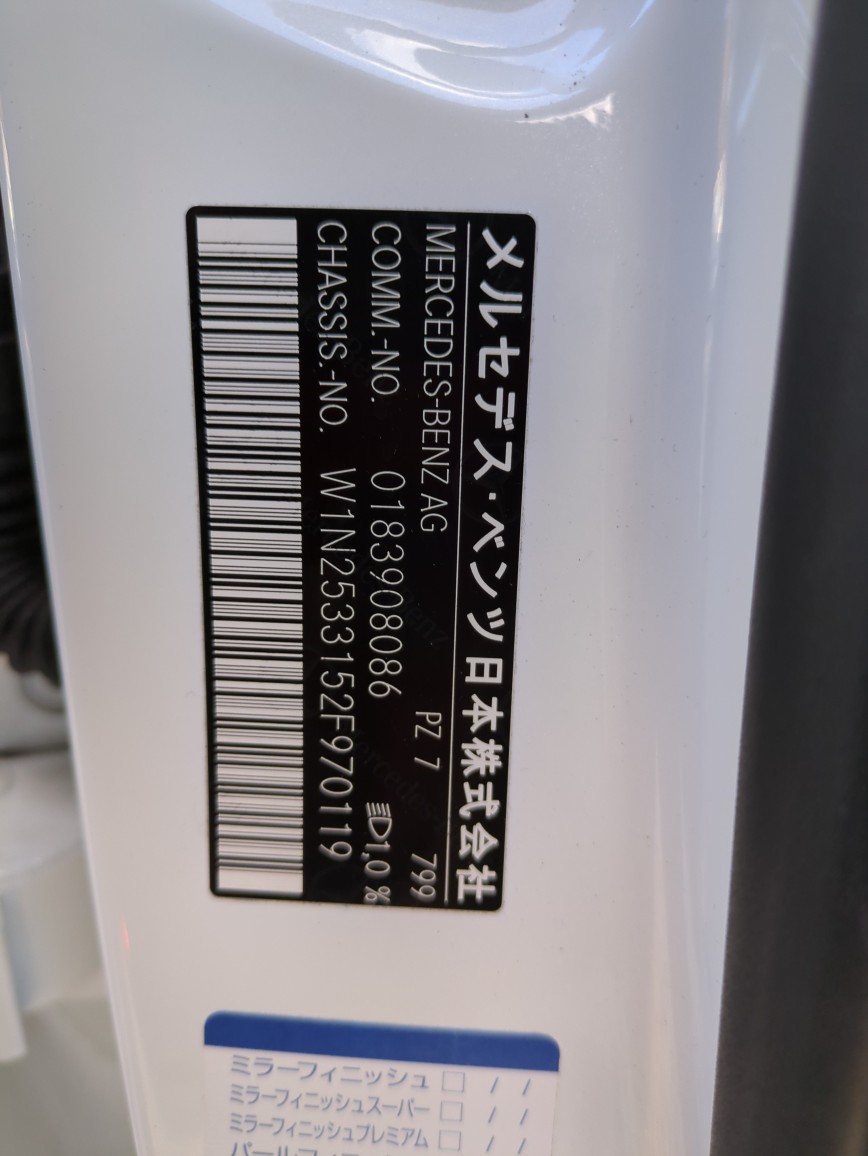 メルセデス・ベンツ日本株式会社
MERCEDES-BENZ AG PZ 7 799
COMM.-NO. 0183908086 1,0 %
CHASSIS.-NO. W1N2533152F970119
ミラーフィニッシュ □ / /
ミラーフィニッシュスーパー □ / /
ミラーフィニッシュプレミアム □ / /